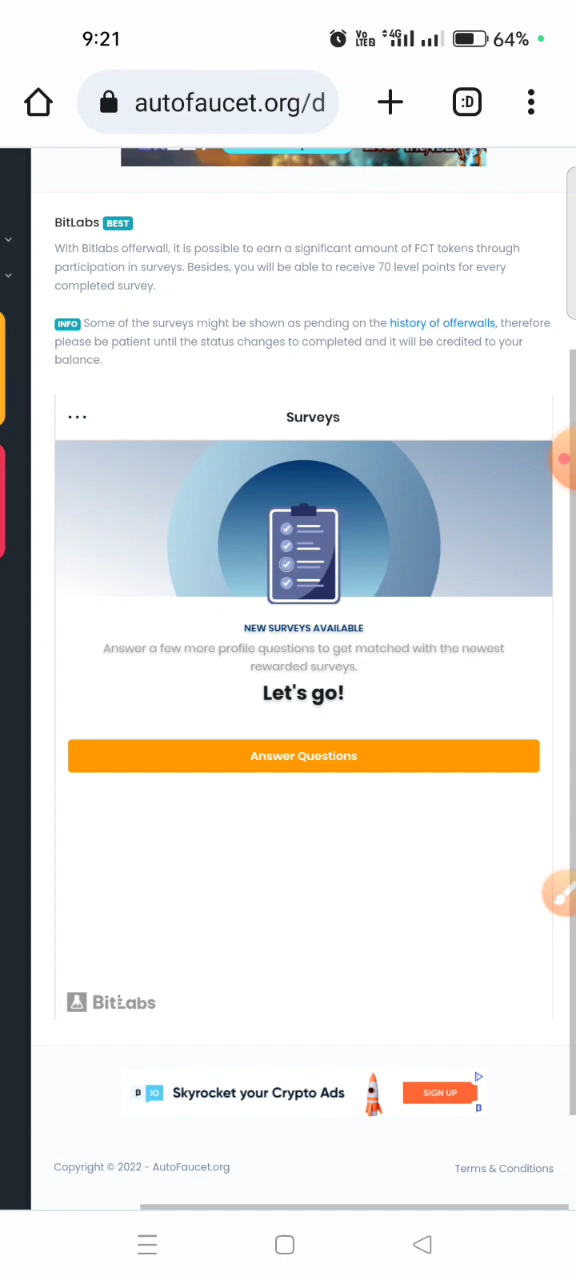 9:21
Vo LTE2 4G 64%
autofaucet.org/d
:D
BitLabs BEST
With Bitlabs offerwall, it is possible to earn a significant amount of FCT tokens through
participation in surveys. Besides, you will be able to receive 70 level points for every
completed survey.
INFO Some of the surveys might be shown as pending on the history of offerwalls, therefore
please be patient until the status changes to completed and it will be credited to your
balance.
Surveys
NEW SURVEYS AVAILABLE
Answer a few more profile questions to get matched with the newest
rewarded surveys.
Let's go!
Answer Questions
BitLabs
Skyrocket your Crypto Ads
SIGN UP
Copyright © 2022 - AutoFaucet.org
Terms & Conditions